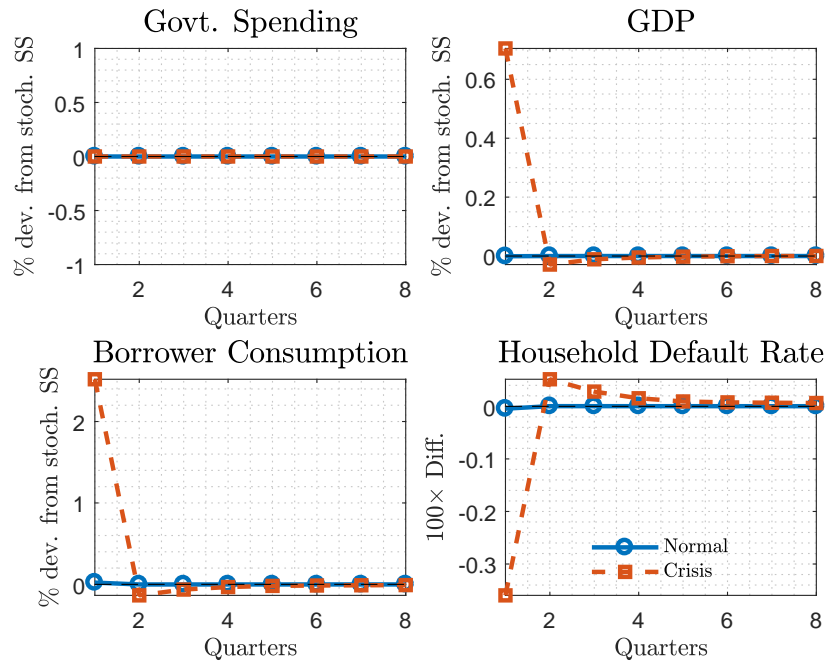 Govt. Spending
% dev. from stoch. SS
1
0.5
0
-0.5
-1
2 4 6 8
Quarters
GDP
% dev. from stoch. SS
0.6
0.4
0.2
0
2 4 6 8
Quarters
Borrower Consumption
% dev. from stoch. SS
2
1
0
2 4 6 8
Quarters
Household Default Rate
100× Diff.
0
-0.1
-0.2
-0.3
Normal
Crisis
2 4 6 8
Quarters